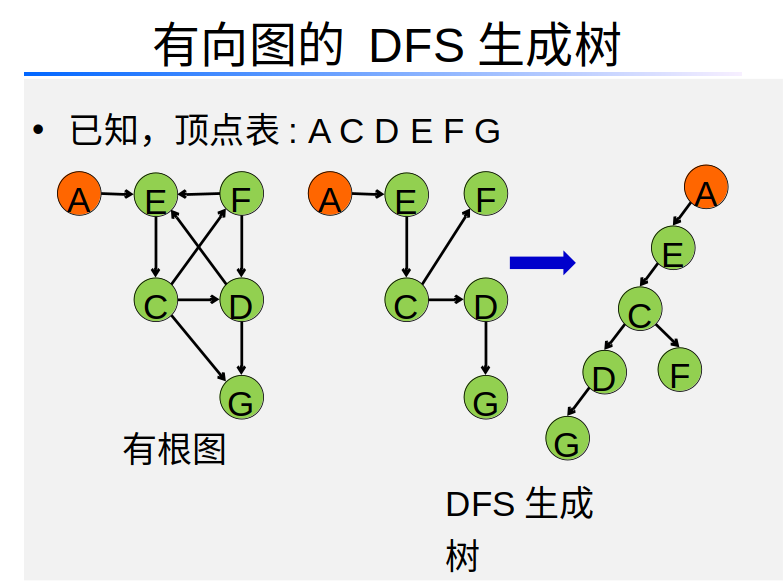 有向图的 DFS 生成树
• 已知，顶点表 : A C D E F G
A E F A E F A
E
C D C D C
D F
G G G
有根图
DFS 生成
树